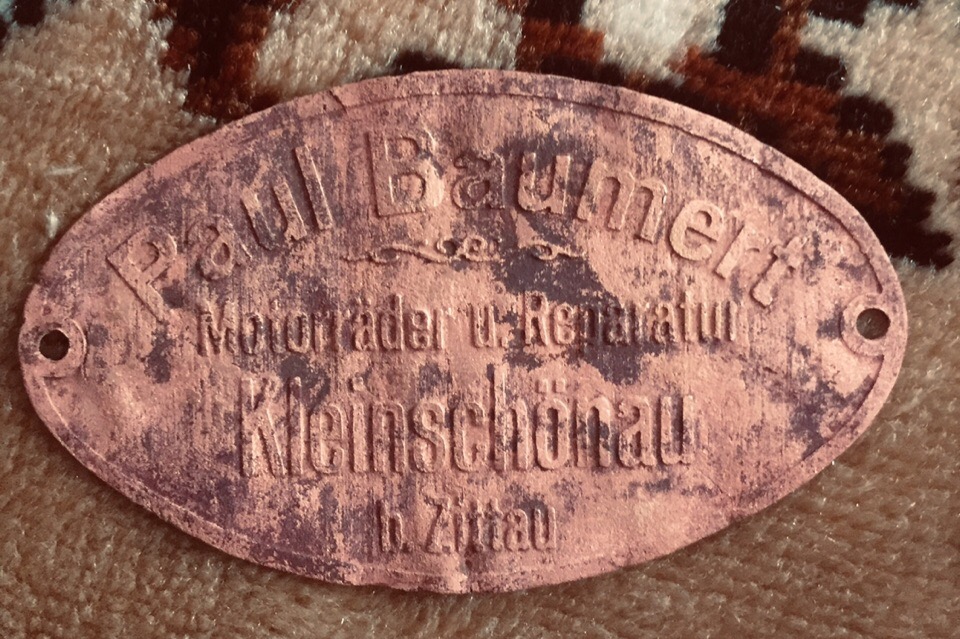 Paul Baumert
Motorräder u. Reparatur
Kleinschönau
b. Zittau